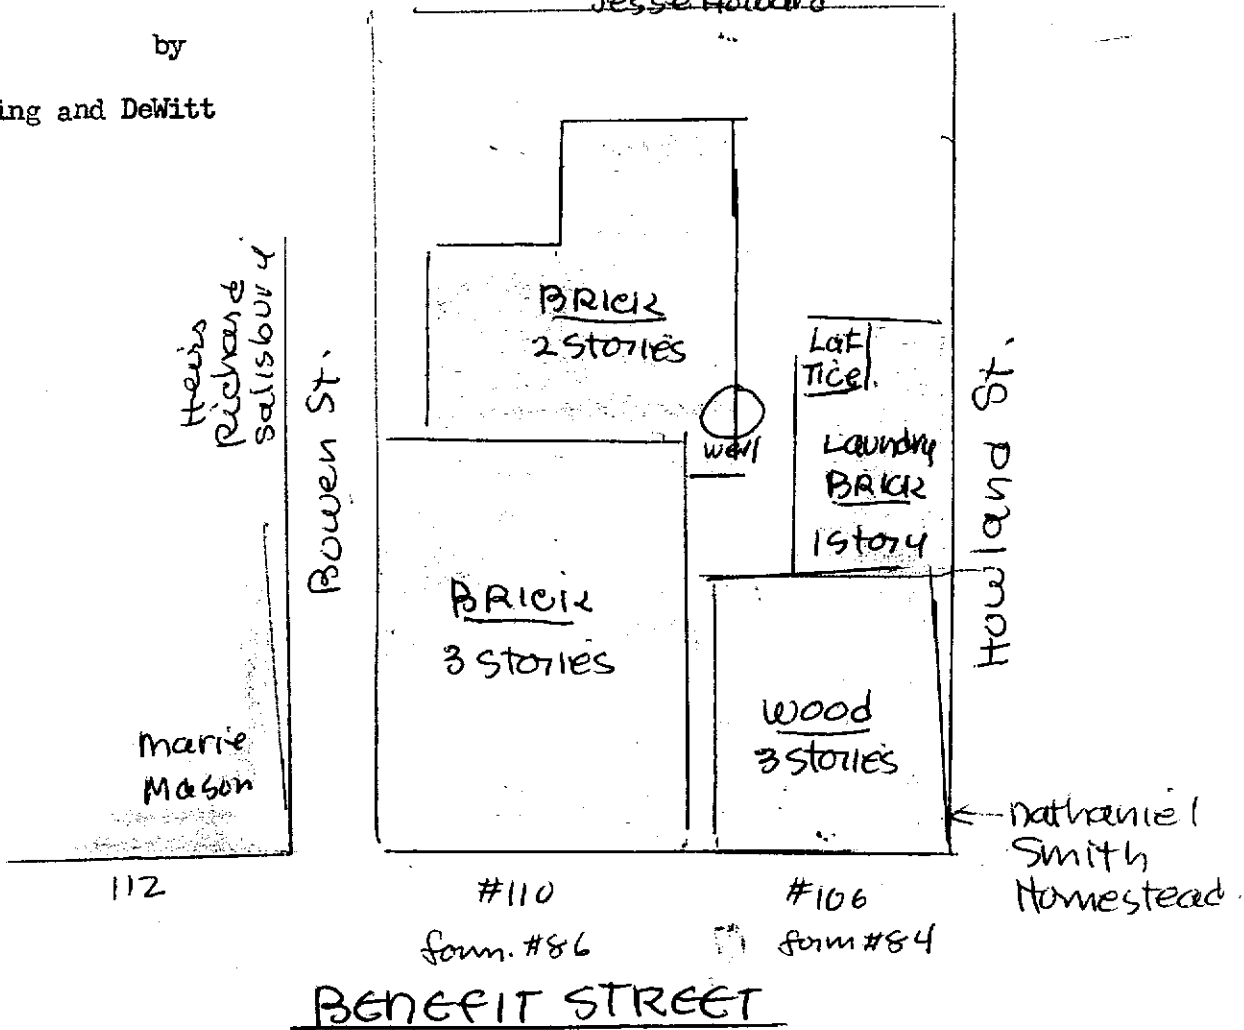 Jesse Howard
by
ing and DeWitt
Heirs
Richard
Salisbury
Bowen St.
BRICK
2 Stories
Lat
Tice
well
Laundry
BRICK
1 Story
Howland St.
BRICK
3 Stories
Wood
3 Stories
Marie
Mason
Nathaniel
Smith
Homestead.
112
#110
#106
form. #86
form #84
BENEFIT STREET